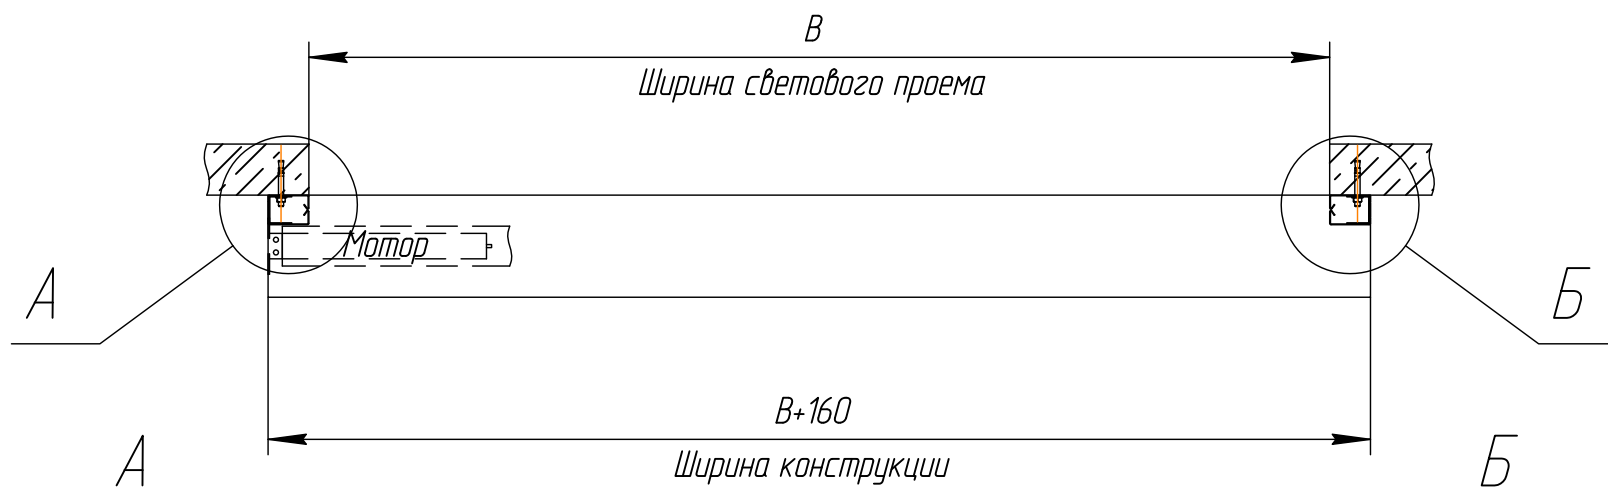 В
Ширина светового проема
Мотор
А
Б
В+160
Ширина конструкции
А
Б